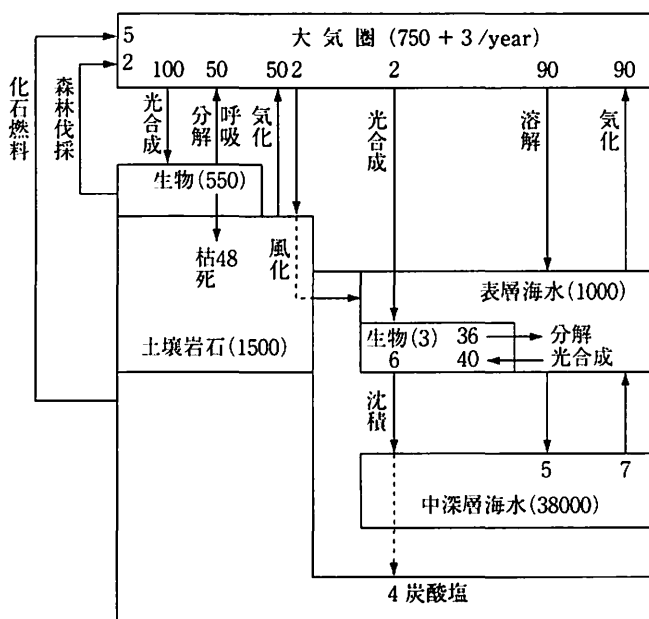 大気圏 (750 + 3 /year)
5
2
100 50 50 2 2 90 90
化石燃料
森林伐採
光合成
分解
呼吸
気化
光合成
溶解
気化
生物(550)
枯死
48
風化
表層海水(1000)
土壌岩石(1500)
生物(3) 36 分解
6 40 光合成
沈積
5 7
中深層海水(38000)
4 炭酸塩